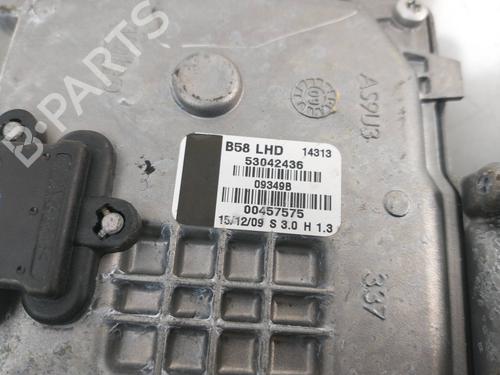 B-PARTS
B58 LHD 14313
53042436
09349B
00457575
15/12/09 S 3.0 H 1.3
AS9U3
337